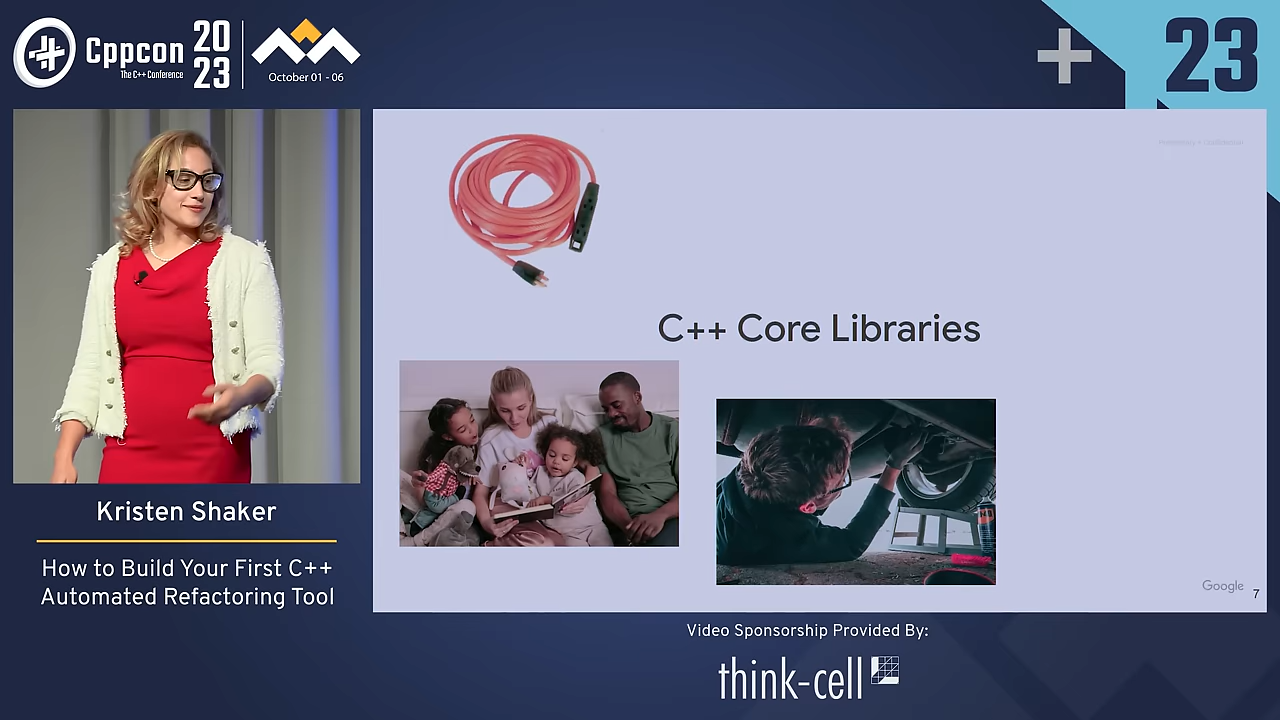 Cppcon
The C++ Conference
20
23
October 01 - 06
23
C++ Core Libraries
Google
7
Kristen Shaker
How to Build Your First C++
Automated Refactoring Tool
Video Sponsorship Provided By:
think-cell